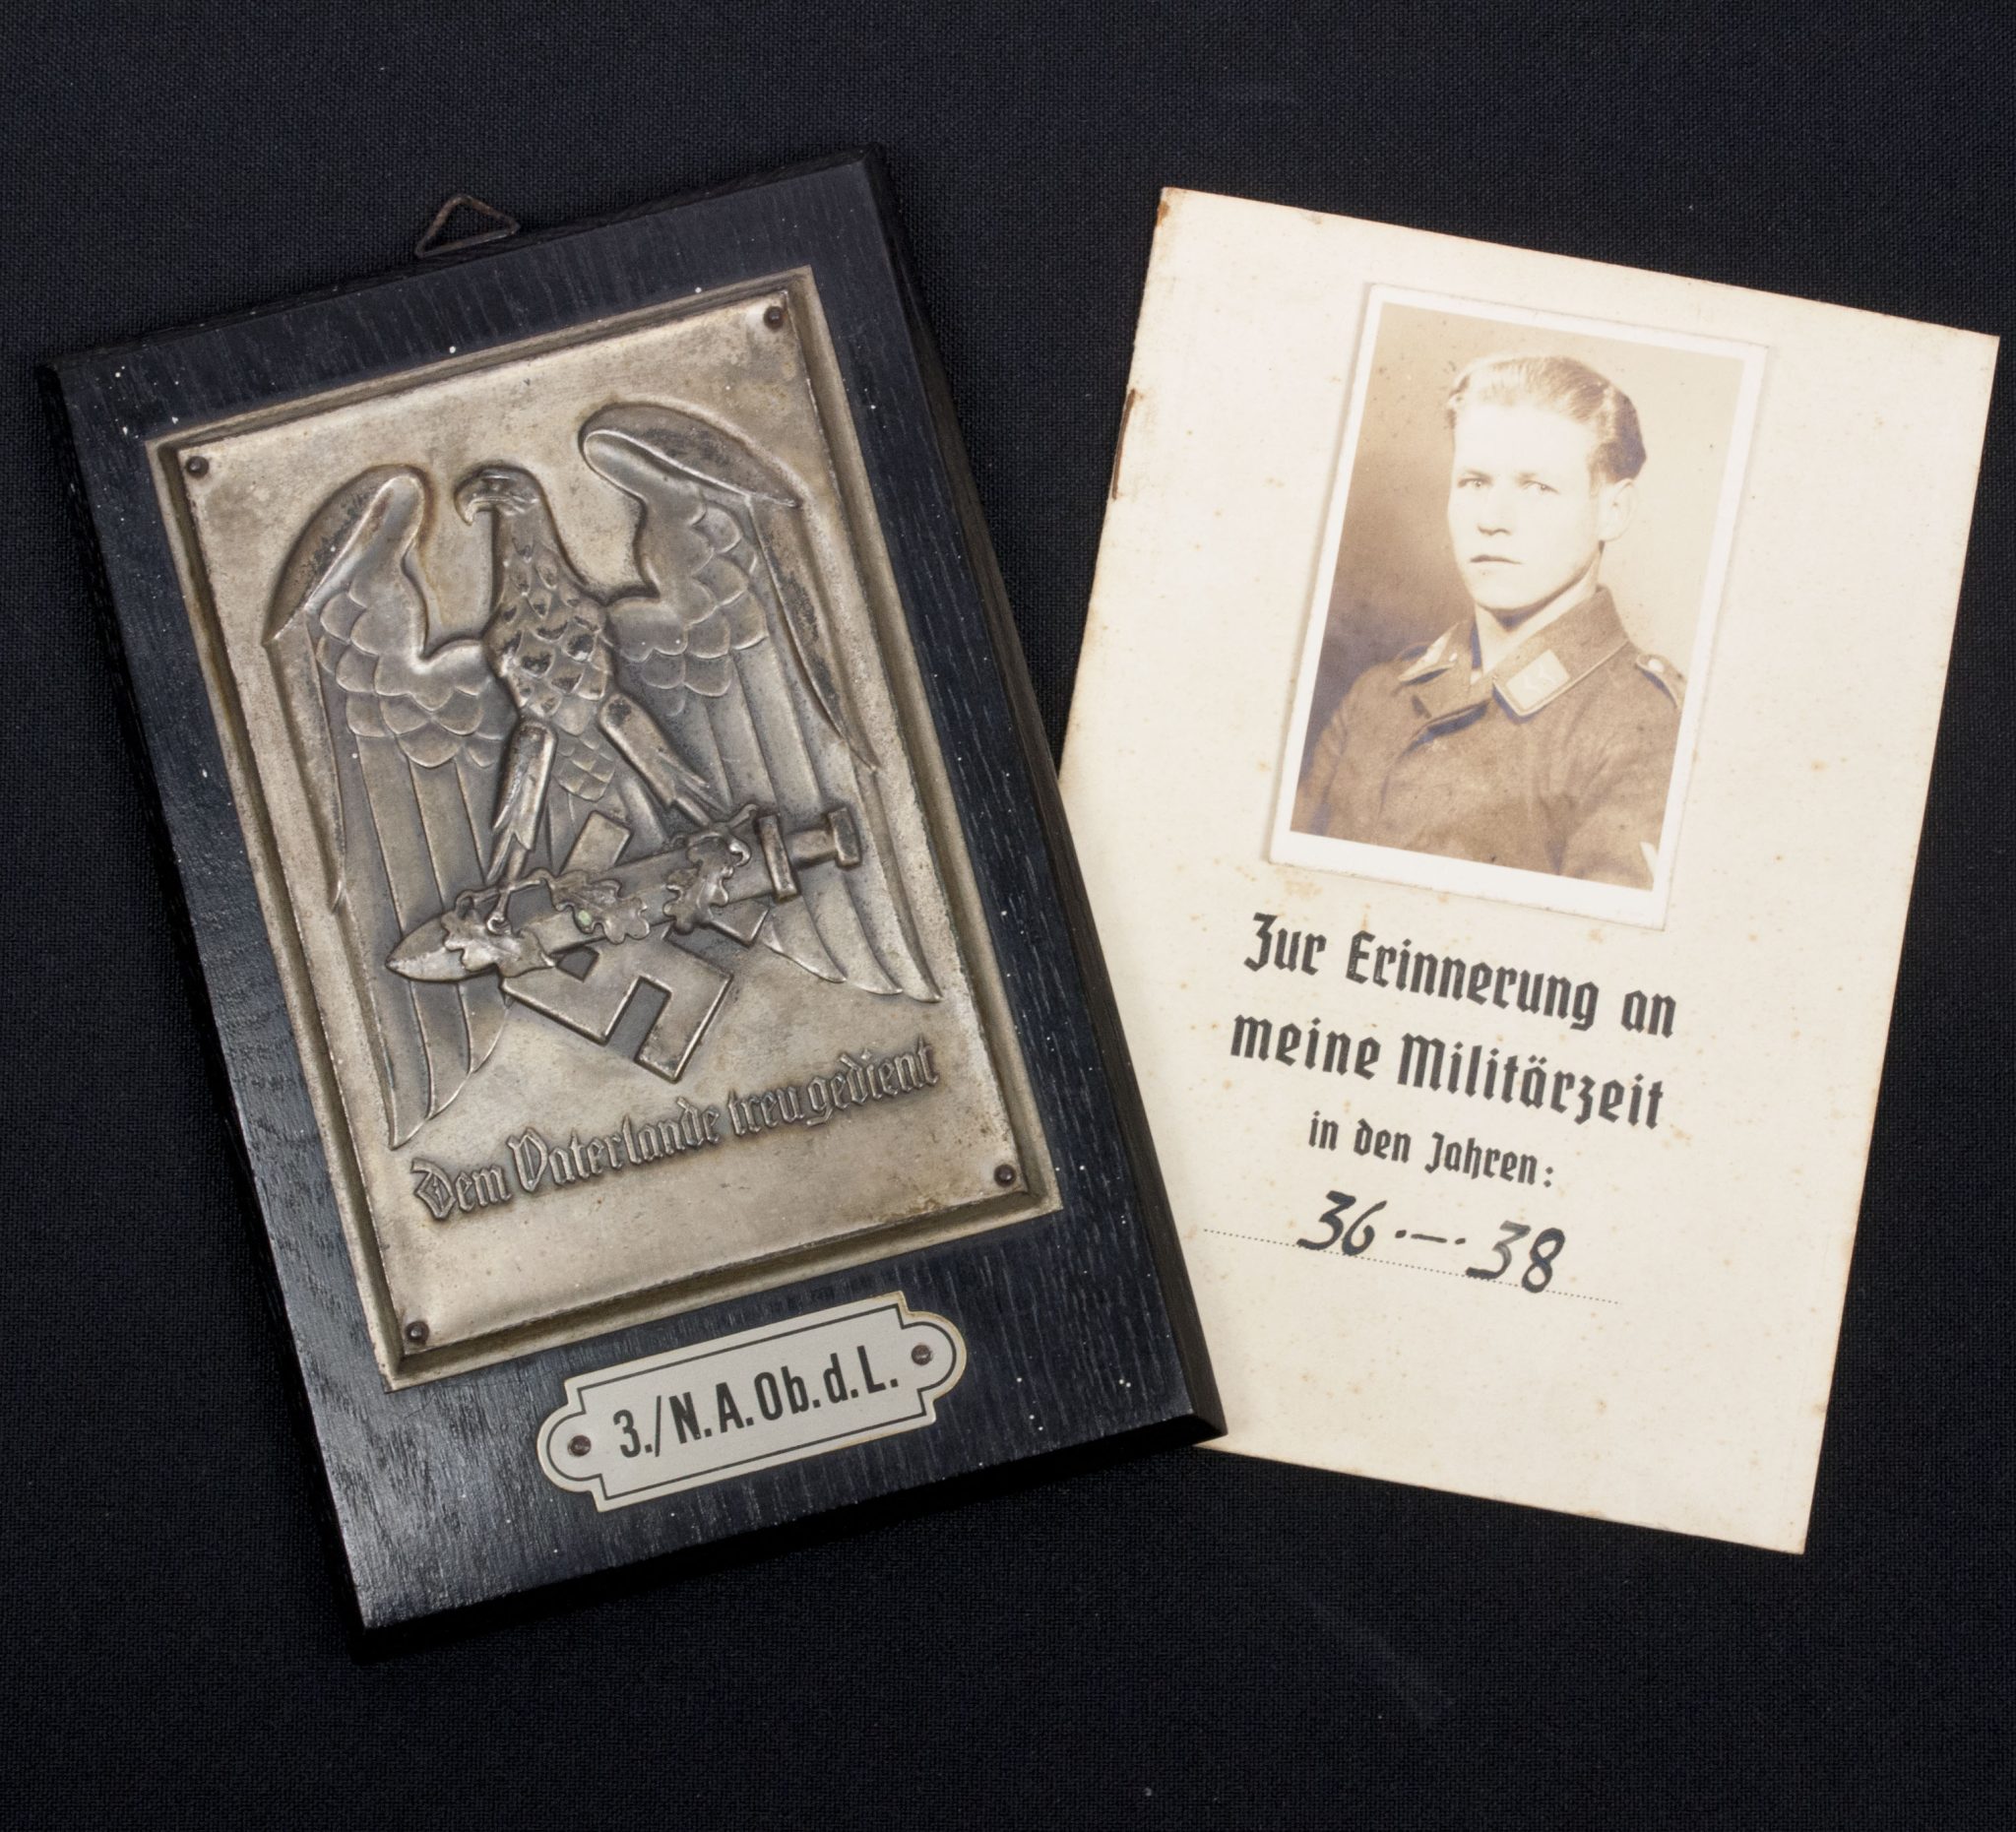 Dem Vaterlande treu gedient
3./N.A.Ob.d.L.
Zur Erinnerung an
meine Militärzeit
in den Jahren:
36.—.38